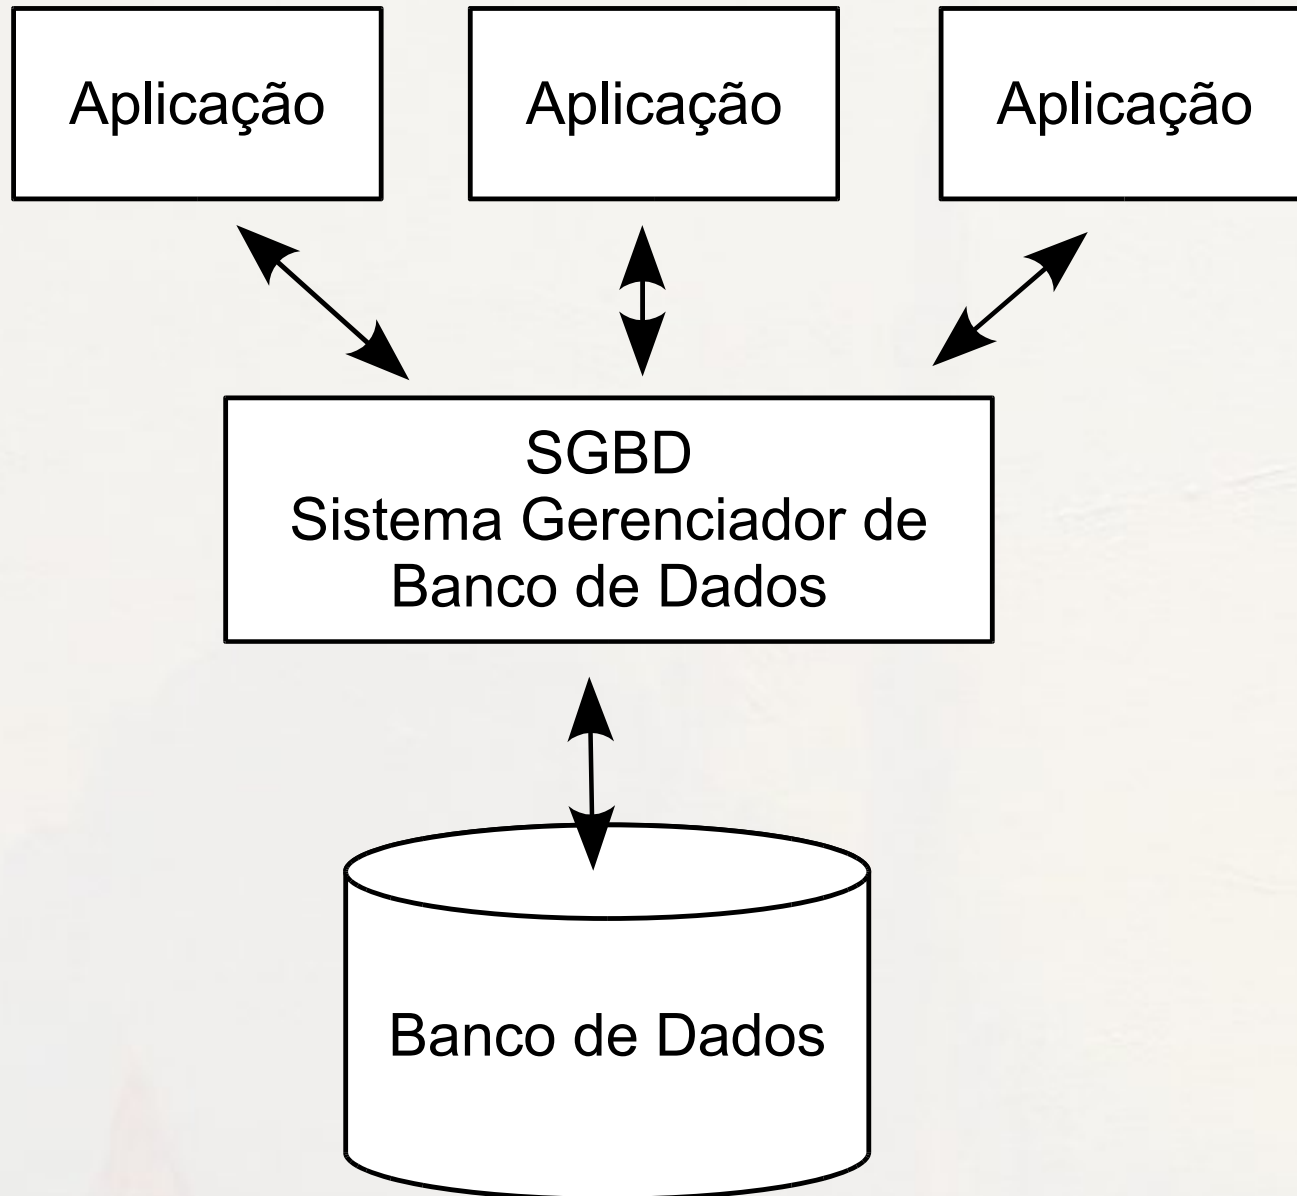 Aplicação
Aplicação
Aplicação
SGBD
Sistema Gerenciador de
Banco de Dados
Banco de Dados